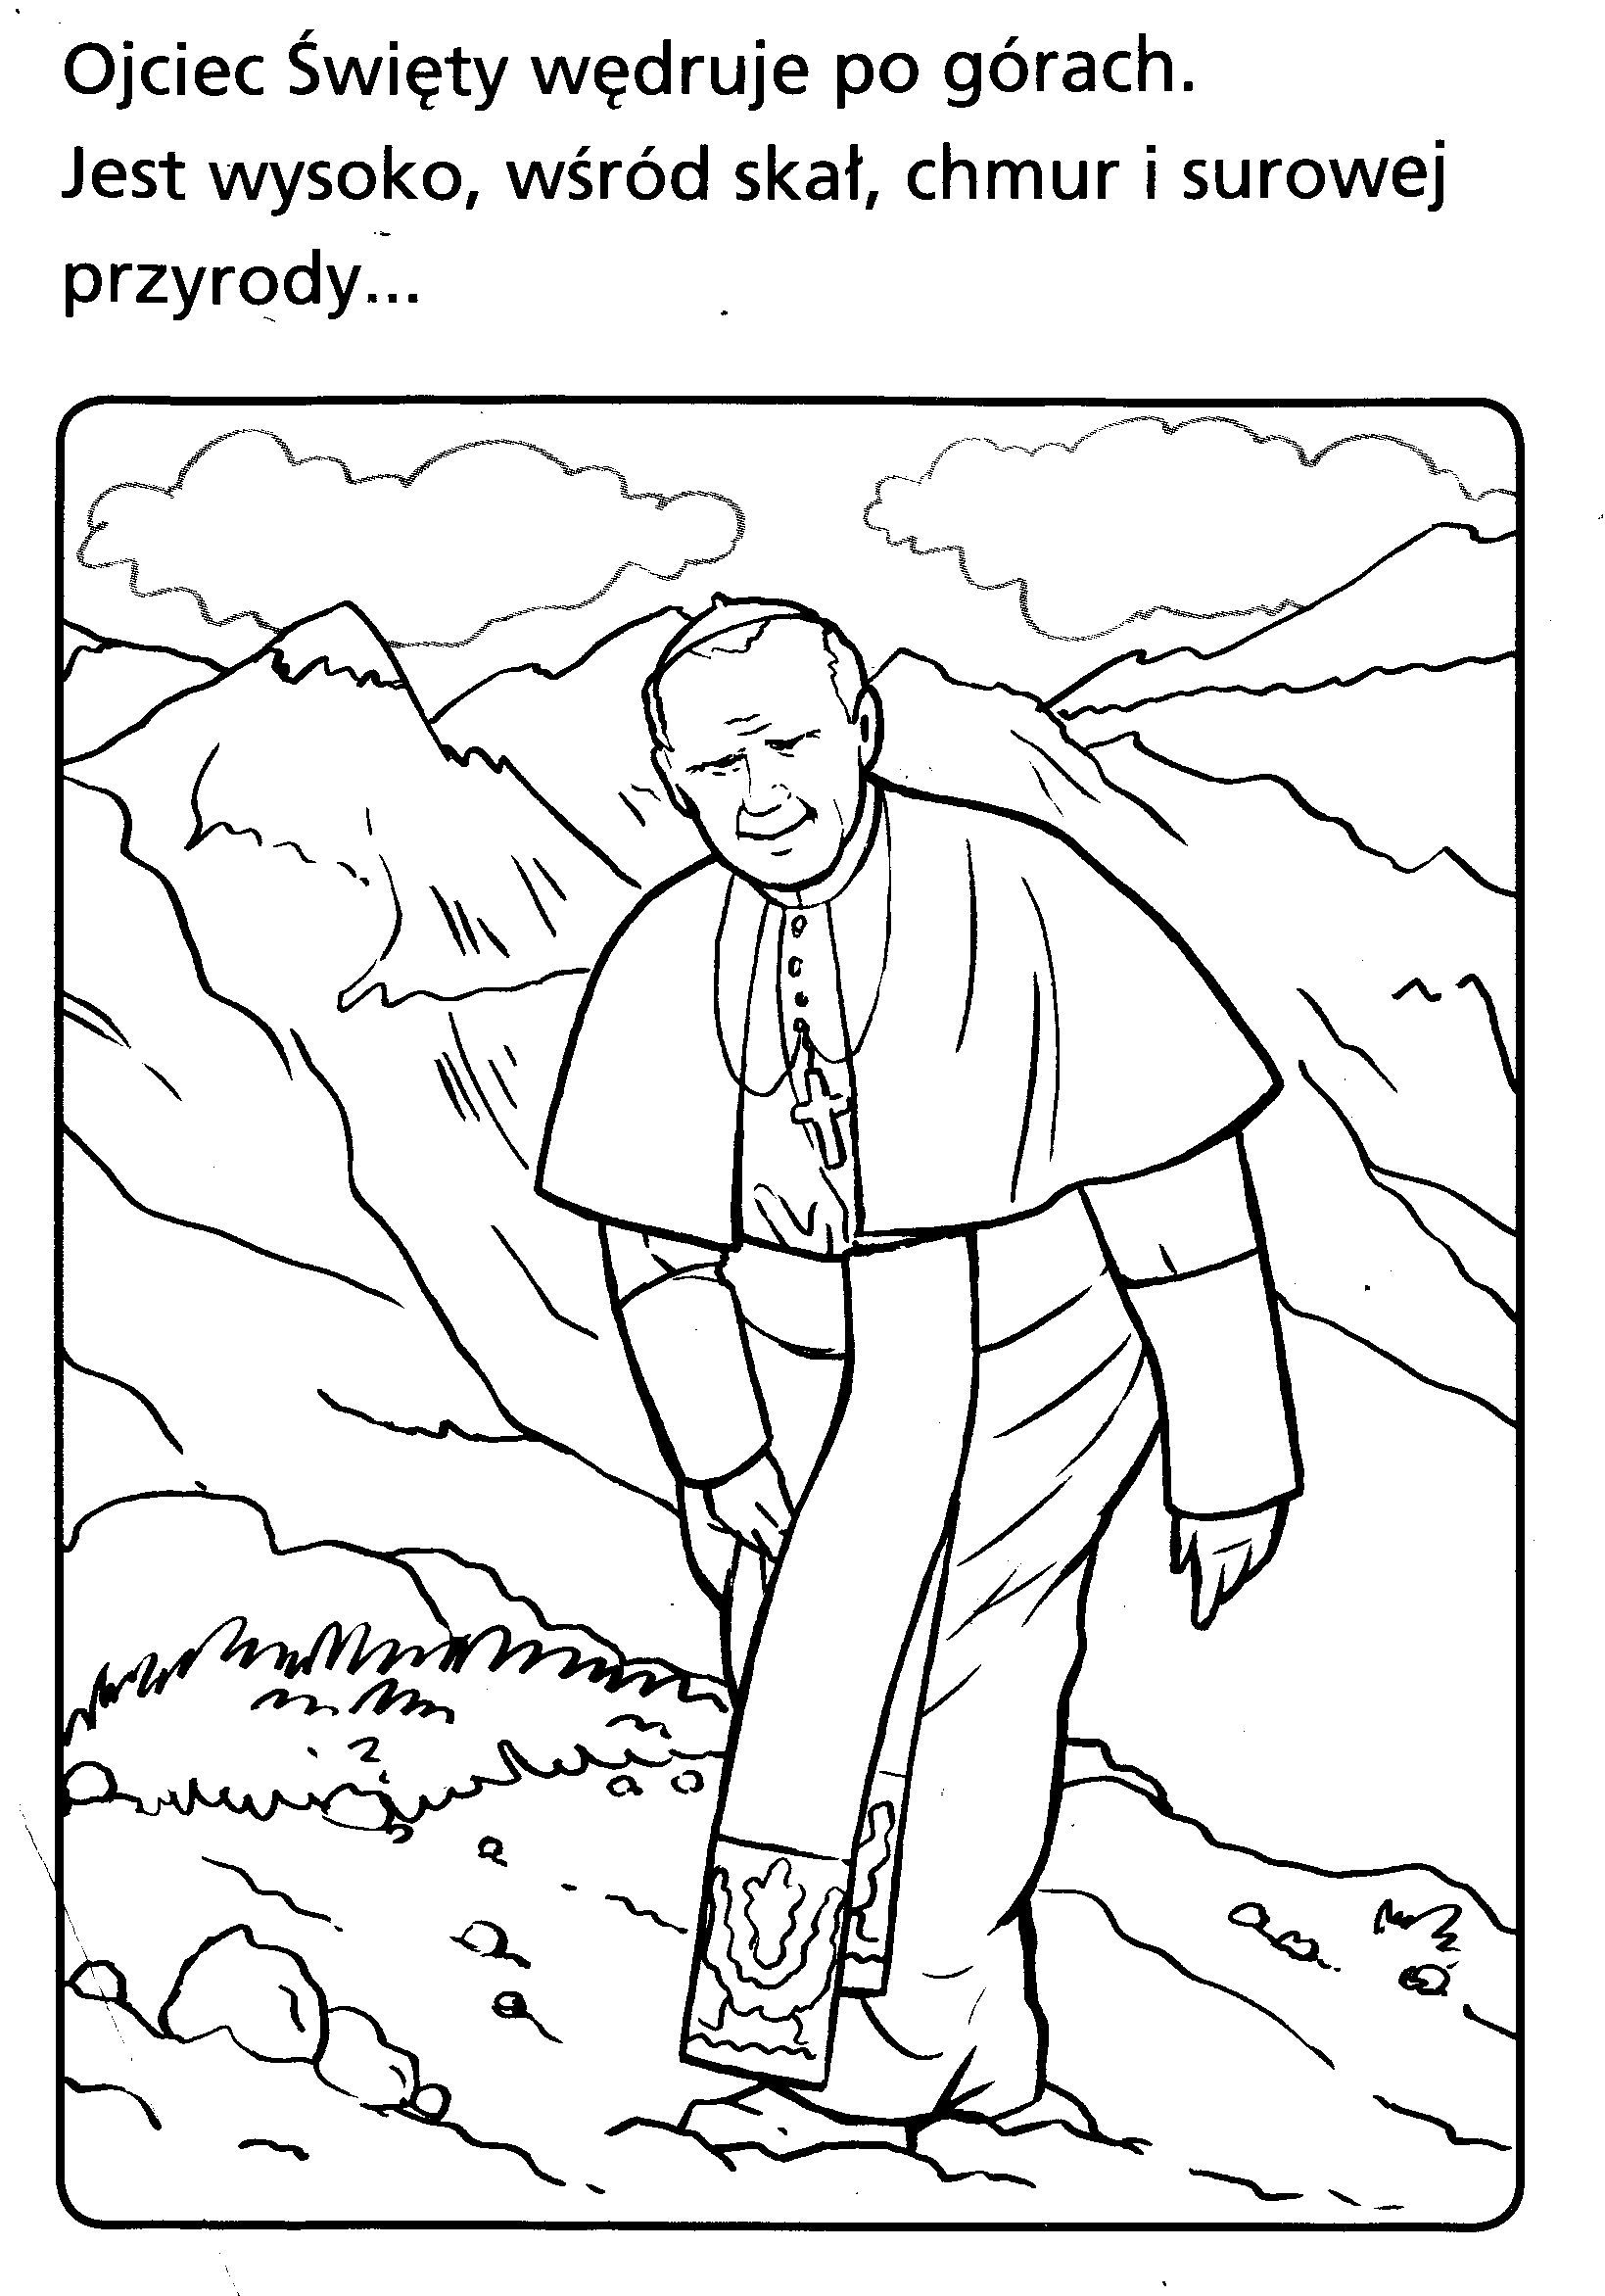 Ojciec Święty wędruje po górach.
Jest wysoko, wśród skał, chmur i surowej
przyrody...